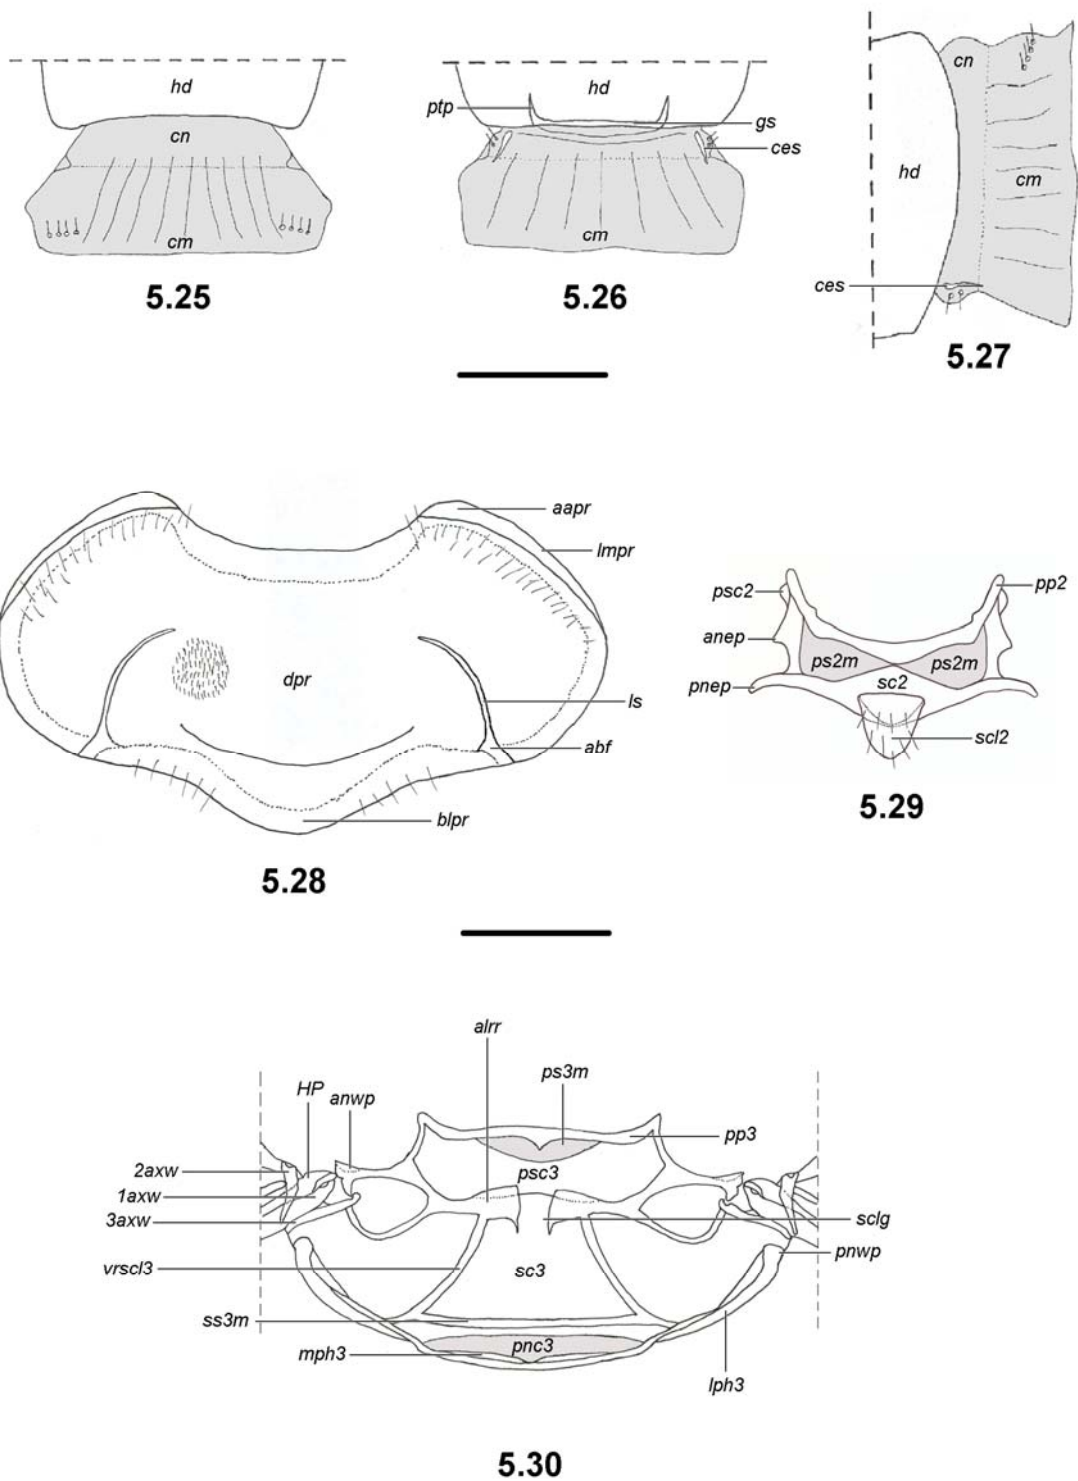 hd
cn
cm
5.25
hd
ptp
gs
ces
cm
5.26
cn
hd
cm
ces
5.27
aapr
lmpr
dpr
ls
abf
blpr
5.28
psc2
pp2
anep
ps2m
ps2m
pnep
sc2
scl2
5.29
alrr
ps3m
HP
anwp
pp3
2axw
psc3
1axw
3axw
sclg
pnwp
vrscl3
sc3
ss3m
mph3
pnc3
lph3
5.30